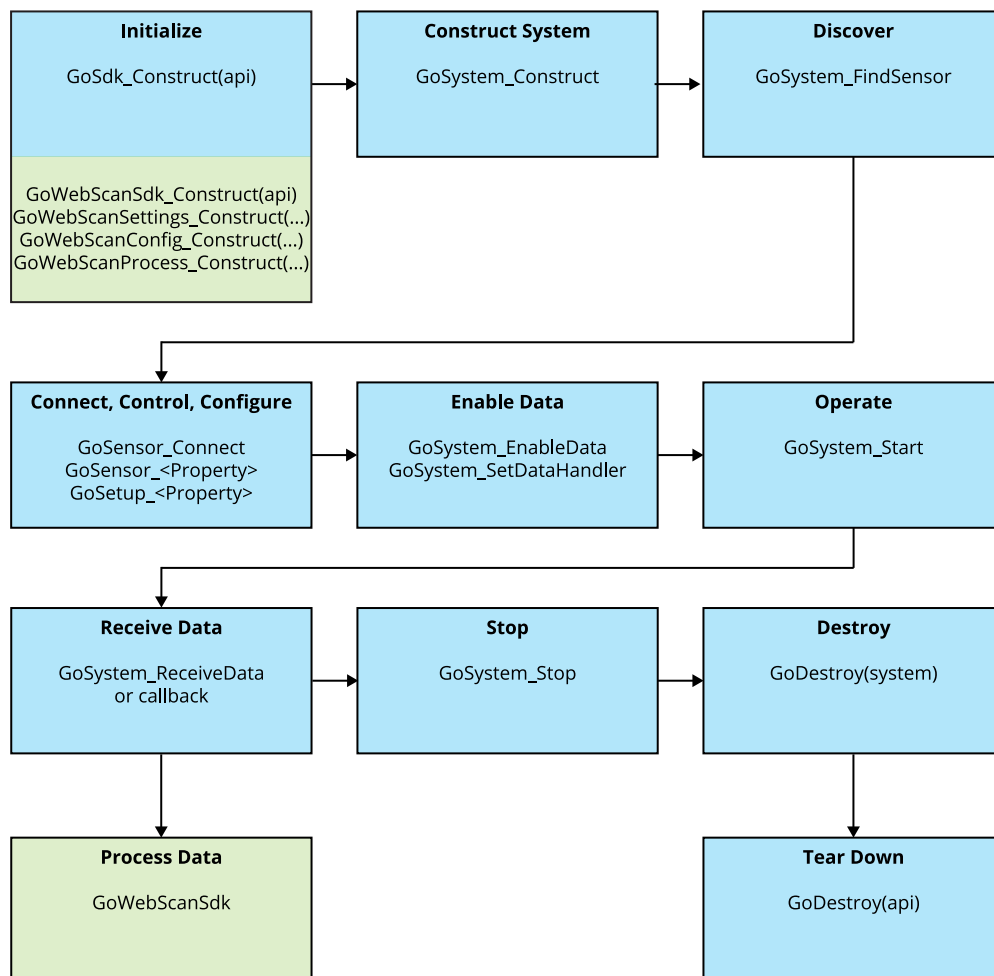 Initialize
GoSdk_Construct(api)
GoWebScanSdk_Construct(api)
GoWebScanSettings_Construct(...)
GoWebScanConfig_Construct(...)
GoWebScanProcess_Construct(...)
Construct System
GoSystem_Construct
Discover
GoSystem_FindSensor
Connect, Control, Configure
GoSensor_Connect
GoSensor_<Property>
GoSetup_<Property>
Enable Data
GoSystem_EnableData
GoSystem_SetDataHandler
Operate
GoSystem_Start
Receive Data
GoSystem_ReceiveData
or callback
Stop
GoSystem_Stop
Destroy
GoDestroy(system)
Process Data
GoWebScanSdk
Tear Down
GoDestroy(api)